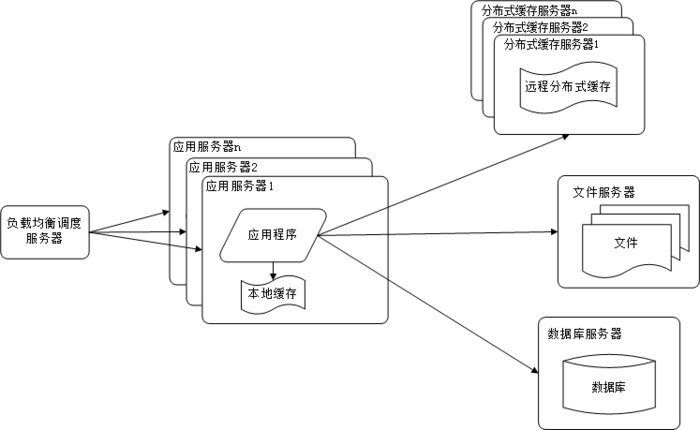 分布式缓存服务器n
分布式缓存服务器2
分布式缓存服务器1
远程分布式缓存
应用服务器n
应用服务器2
应用服务器1
应用程序
本地缓存
负载均衡调度
服务器
文件服务器
文件
数据库服务器
数据库